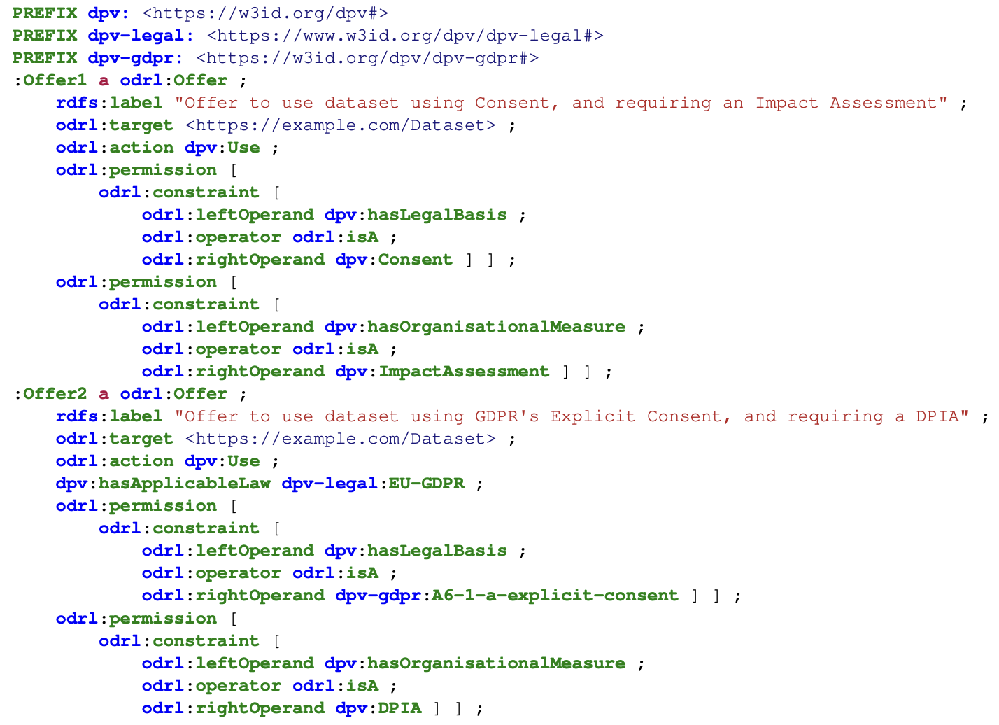 PREFIX dpv: <https://w3id.org/dpv#>
PREFIX dpv-legal: <https://www.w3id.org/dpv/dpv-legal#>
PREFIX dpv-gdpr: <https://w3id.org/dpv/dpv-gdpr#>
:Offer1 a odrl:Offer ;
    rdfs:label "Offer to use dataset using Consent, and requiring an Impact Assessment" ;
    odrl:target <https://example.com/Dataset> ;
    odrl:action dpv:Use ;
    odrl:permission [
        odrl:constraint [
            odrl:leftOperand dpv:hasLegalBasis ;
            odrl:operator odrl:isA ;
            odrl:rightOperand dpv:Consent ] ] ;
    odrl:permission [
        odrl:constraint [
            odrl:leftOperand dpv:hasOrganisationalMeasure ;
            odrl:operator odrl:isA ;
            odrl:rightOperand dpv:ImpactAssessment ] ] ;
:Offer2 a odrl:Offer ;
    rdfs:label "Offer to use dataset using GDPR's Explicit Consent, and requiring a DPIA" ;
    odrl:target <https://example.com/Dataset> ;
    odrl:action dpv:Use ;
    dpv:hasApplicableLaw dpv-legal:EU-GDPR ;
    odrl:permission [
        odrl:constraint [
            odrl:leftOperand dpv:hasLegalBasis ;
            odrl:operator odrl:isA ;
            odrl:rightOperand dpv-gdpr:A6-1-a-explicit-consent ] ] ;
    odrl:permission [
        odrl:constraint [
            odrl:leftOperand dpv:hasOrganisationalMeasure ;
            odrl:operator odrl:isA ;
            odrl:rightOperand dpv:DPIA ] ] ;